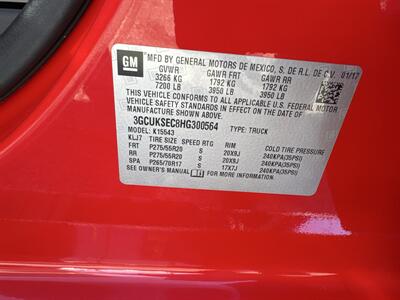 GM
MFD BY GENERAL MOTORS DE MEXICO, S. DE R.L. DE C.V. 01/17
GVWR GAWR FRT GAWR RR
3266 KG 1792 KG 1792 KG
7200 LB 3950 LB 3950 LB
THIS VEHICLE CONFORMS TO ALL APPLICABLE U.S. FEDERAL MOTOR
VEHICLE SAFETY STANDARDS IN EFFECT ON THE DATE OF
MANUFACTURE SHOWN ABOVE.
3GCUKSEC8HG300564 TYPE: TRUCK
MODEL: K15543
KLJ7 TIRE SIZE SPEED RTG RIM COLD TIRE PRESSURE
FRT P275/55R20 S 20X9J 240KPA(35PSI)
RR P275/55R20 S 20X9J 240KPA(35PSI)
SPA P265/70R17 S 17X7J 240KPA(35PSI)
SEE OWNER'S MANUAL FOR MORE INFORMATION.